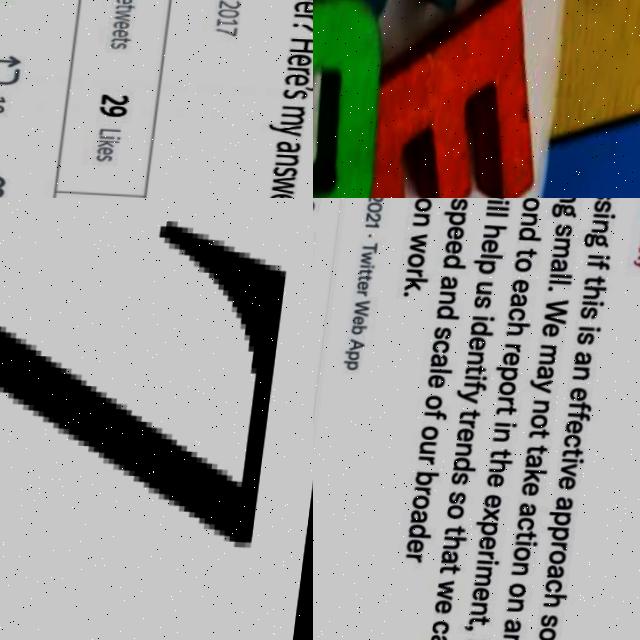 er? Here's my answe
2017
etweets 29 Likes
E
sing if this is an effective approach so
ng small. We may not take action on a
ond to each report in the experiment,
ill help us identify trends so that we ca
speed and scale of our broader
on work.
2021 · Twitter Web App